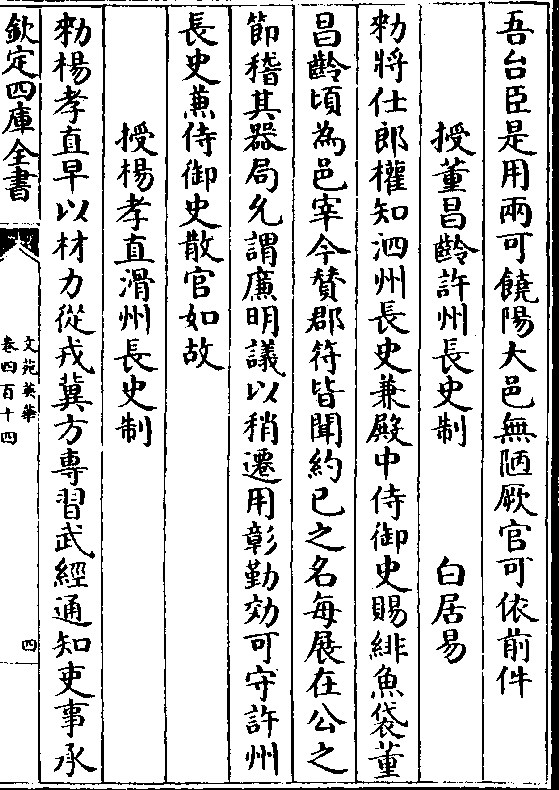 吾台臣是用兩可饒陽大邑無陋厥官可依前件
授董昌齡許州長史制　　白居易
勑將仕郎權知泗州長史兼殿中侍御史賜緋魚袋董
昌齡頃為邑宰今贊郡符皆聞約已之名每展在公之
節稽其器局允謂廉明議以稍遷用彰勤効可守許州
長史蒹侍御史散官如故
授楊孝直滑州長史制
勑楊孝直早以材力從戎冀方專習武經通知吏事承
欽定四庫全書
文苑英華
卷四百十四
四